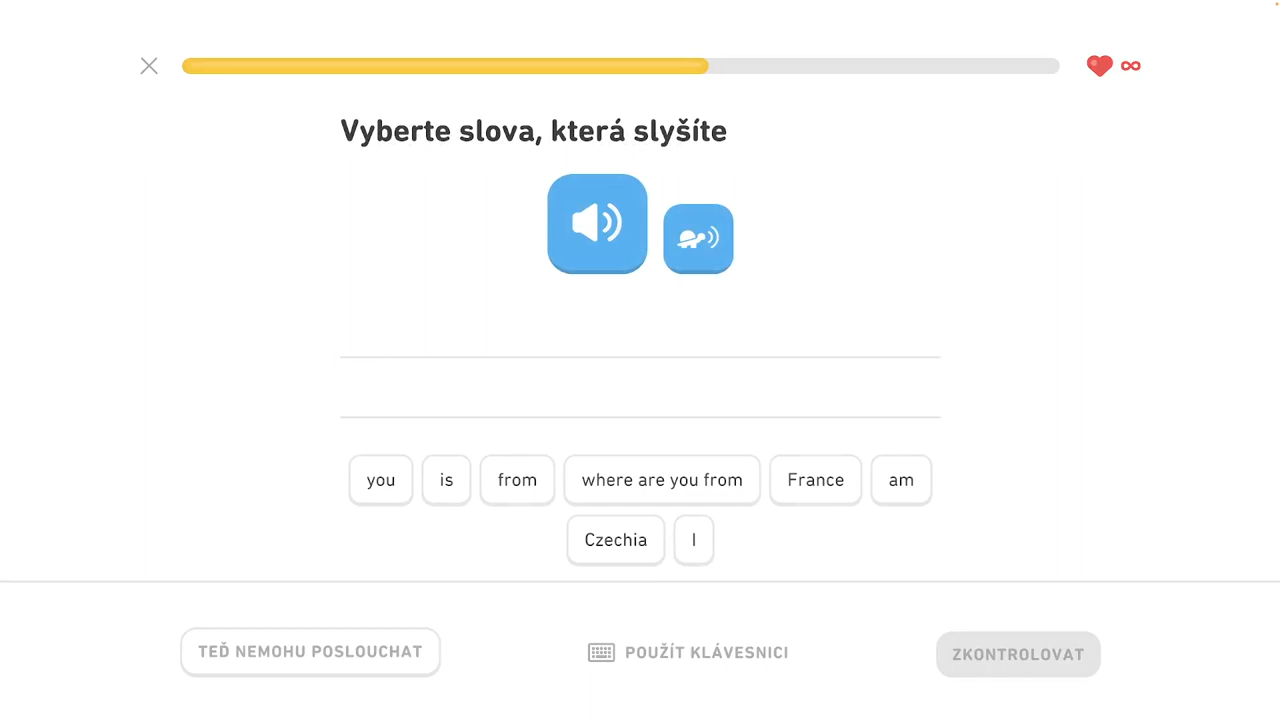 Vyberte slova, která slyšíte
you is from where are you from France am
Czechia I
TEĎ NEMOHU POSLOUCHAT POUŽÍT KLÁVESNICI ZKONTROLOVAT